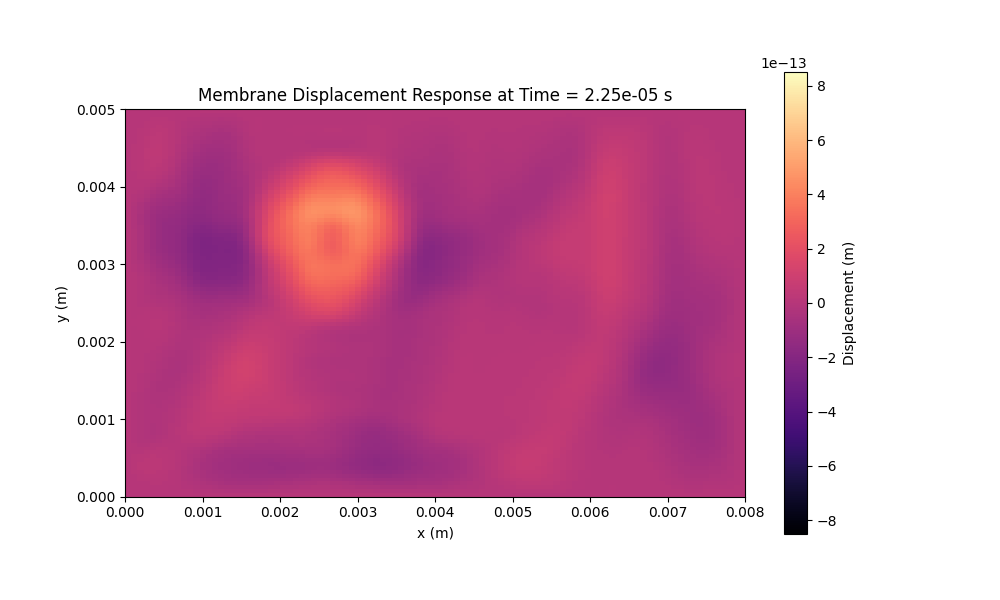 1e−13
Membrane Displacement Response at Time = 2.25e-05 s
0.005
0.004
0.003
0.002
0.001
0.000
y (m)
0.000 0.001 0.002 0.003 0.004 0.005 0.006 0.007 0.008
x (m)
8
6
4
2
0
−2
−4
−6
−8
Displacement (m)